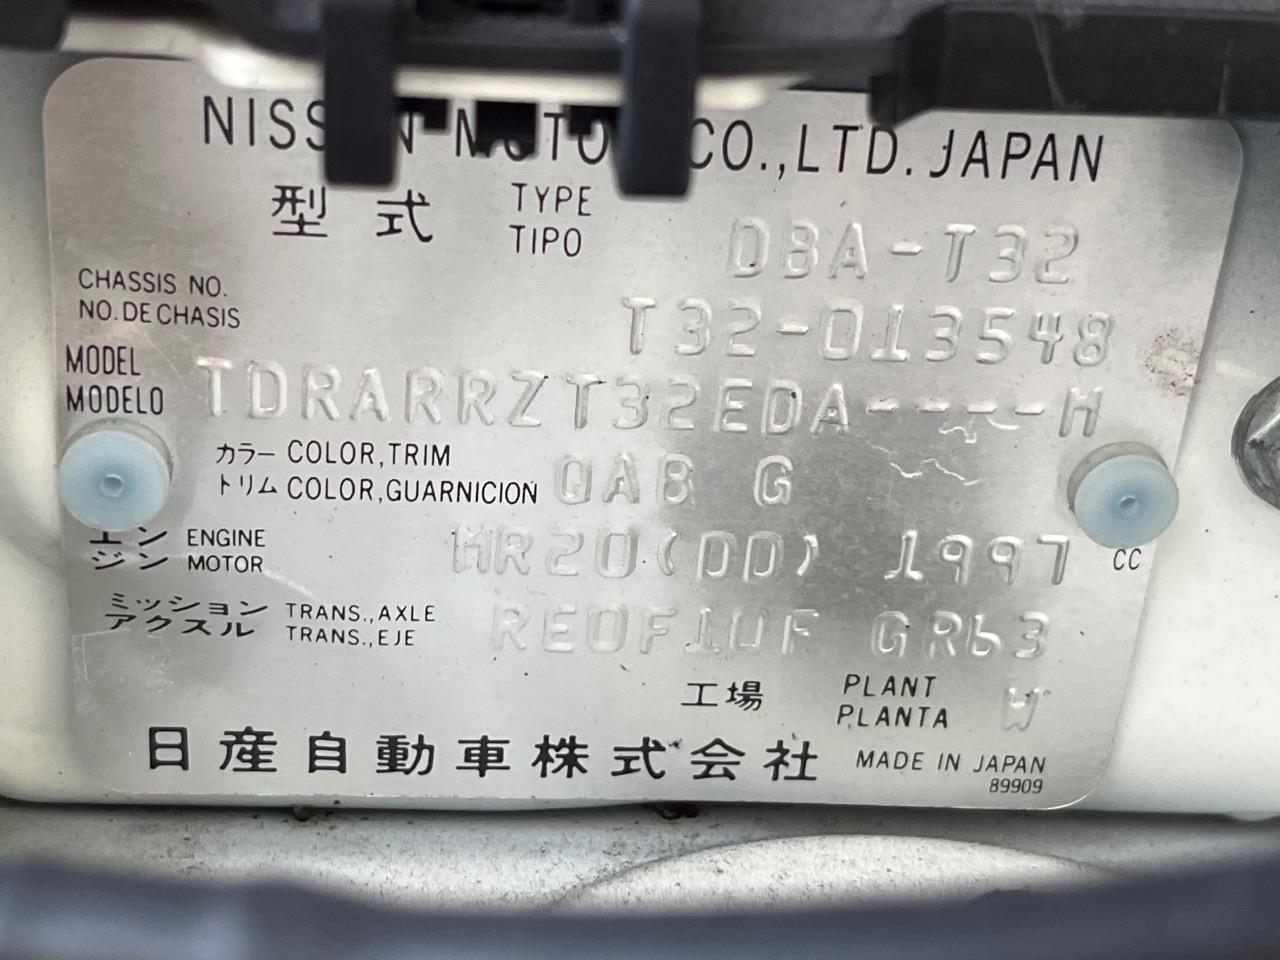 NISSAN MOTOR CO.,LTD. JAPAN
型式 TYPE TIPO DBA-T32
CHASSIS NO.
NO. DE CHASIS T32-013548
MODEL
MODELO TDRARRZT32EDA----M
カラー COLOR,TRIM
トリム COLOR,GUARNICION QAB G
エンジン ENGINE MOTOR MR20(DD) 1997 CC
ミッション TRANS.,AXLE
アクスル TRANS.,EJE RE0F10F GR63
工場 PLANT PLANTA W
日産自動車株式会社 MADE IN JAPAN
89909